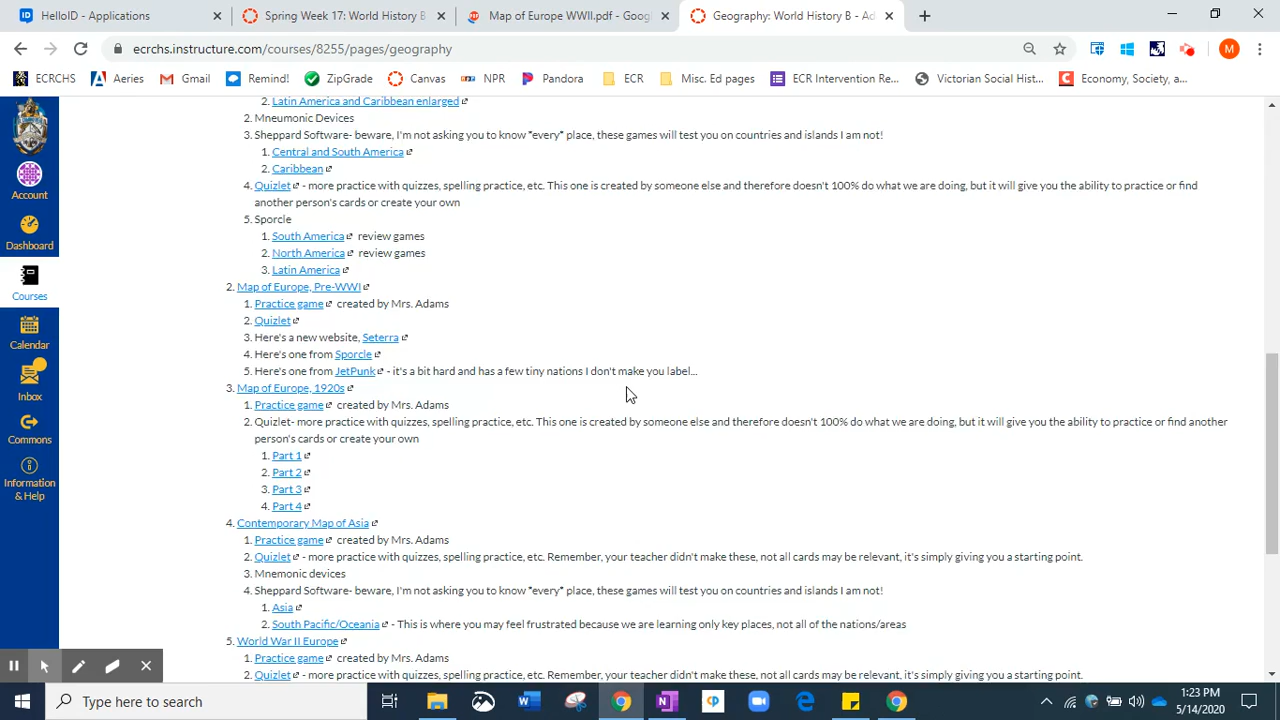 HelloID - Applications
Spring Week 17: World History B
Map of Europe WWII.pdf - Googl
Geography: World History B - Ad
ecrchs.instructure.com/courses/8255/pages/geography
M
ECRCHS
Aeries
Gmail
Remind!
ZipGrade
Canvas
NPR
Pandora
ECR
Misc. Ed pages
ECR Intervention Re...
Victorian Social Hist...
Economy, Society, a...
Account
Dashboard
Courses
Calendar
Inbox
Commons
Information & Help
2. Latin America and Caribbean enlarged
2. Mneumonic Devices
3. Sheppard Software- beware, I'm not asking you to know *every* place, these games will test you on countries and islands I am not!
1. Central and South America
2. Caribbean
4. Quizlet - more practice with quizzes, spelling practice, etc. This one is created by someone else and therefore doesn't 100% do what we are doing, but it will give you the ability to practice or find
another person's cards or create your own
5. Sporcle
1. South America review games
2. North America review games
3. Latin America
2. Map of Europe, Pre-WWI
1. Practice game created by Mrs. Adams
2. Quizlet
3. Here's a new website, Seterra
4. Here's one from Sporcle
5. Here's one from JetPunk - it's a bit hard and has a few tiny nations I don't make you label...
3. Map of Europe, 1920s
1. Practice game created by Mrs. Adams
2. Quizlet- more practice with quizzes, spelling practice, etc. This one is created by someone else and therefore doesn't 100% do what we are doing, but it will give you the ability to practice or find another
person's cards or create your own
1. Part 1
2. Part 2
3. Part 3
4. Part 4
4. Contemporary Map of Asia
1. Practice game created by Mrs. Adams
2. Quizlet - more practice with quizzes, spelling practice, etc. Remember, your teacher didn't make these, not all cards may be relevant, it's simply giving you a starting point.
3. Mnemonic devices
4. Sheppard Software- beware, I'm not asking you to know *every* place, these games will test you on countries and islands I am not!
1. Asia
2. South Pacific/Oceania - This is where you may feel frustrated because we are learning only key places, not all of the nations/areas
5. World War II Europe
1. Practice game created by Mrs. Adams
2. Quizlet - more practice with quizzes, spelling practice, etc. Remember, your teacher didn't make these, not all cards may be relevant, it's simply giving you a starting point.
Type here to search
1:23 PM
5/14/2020